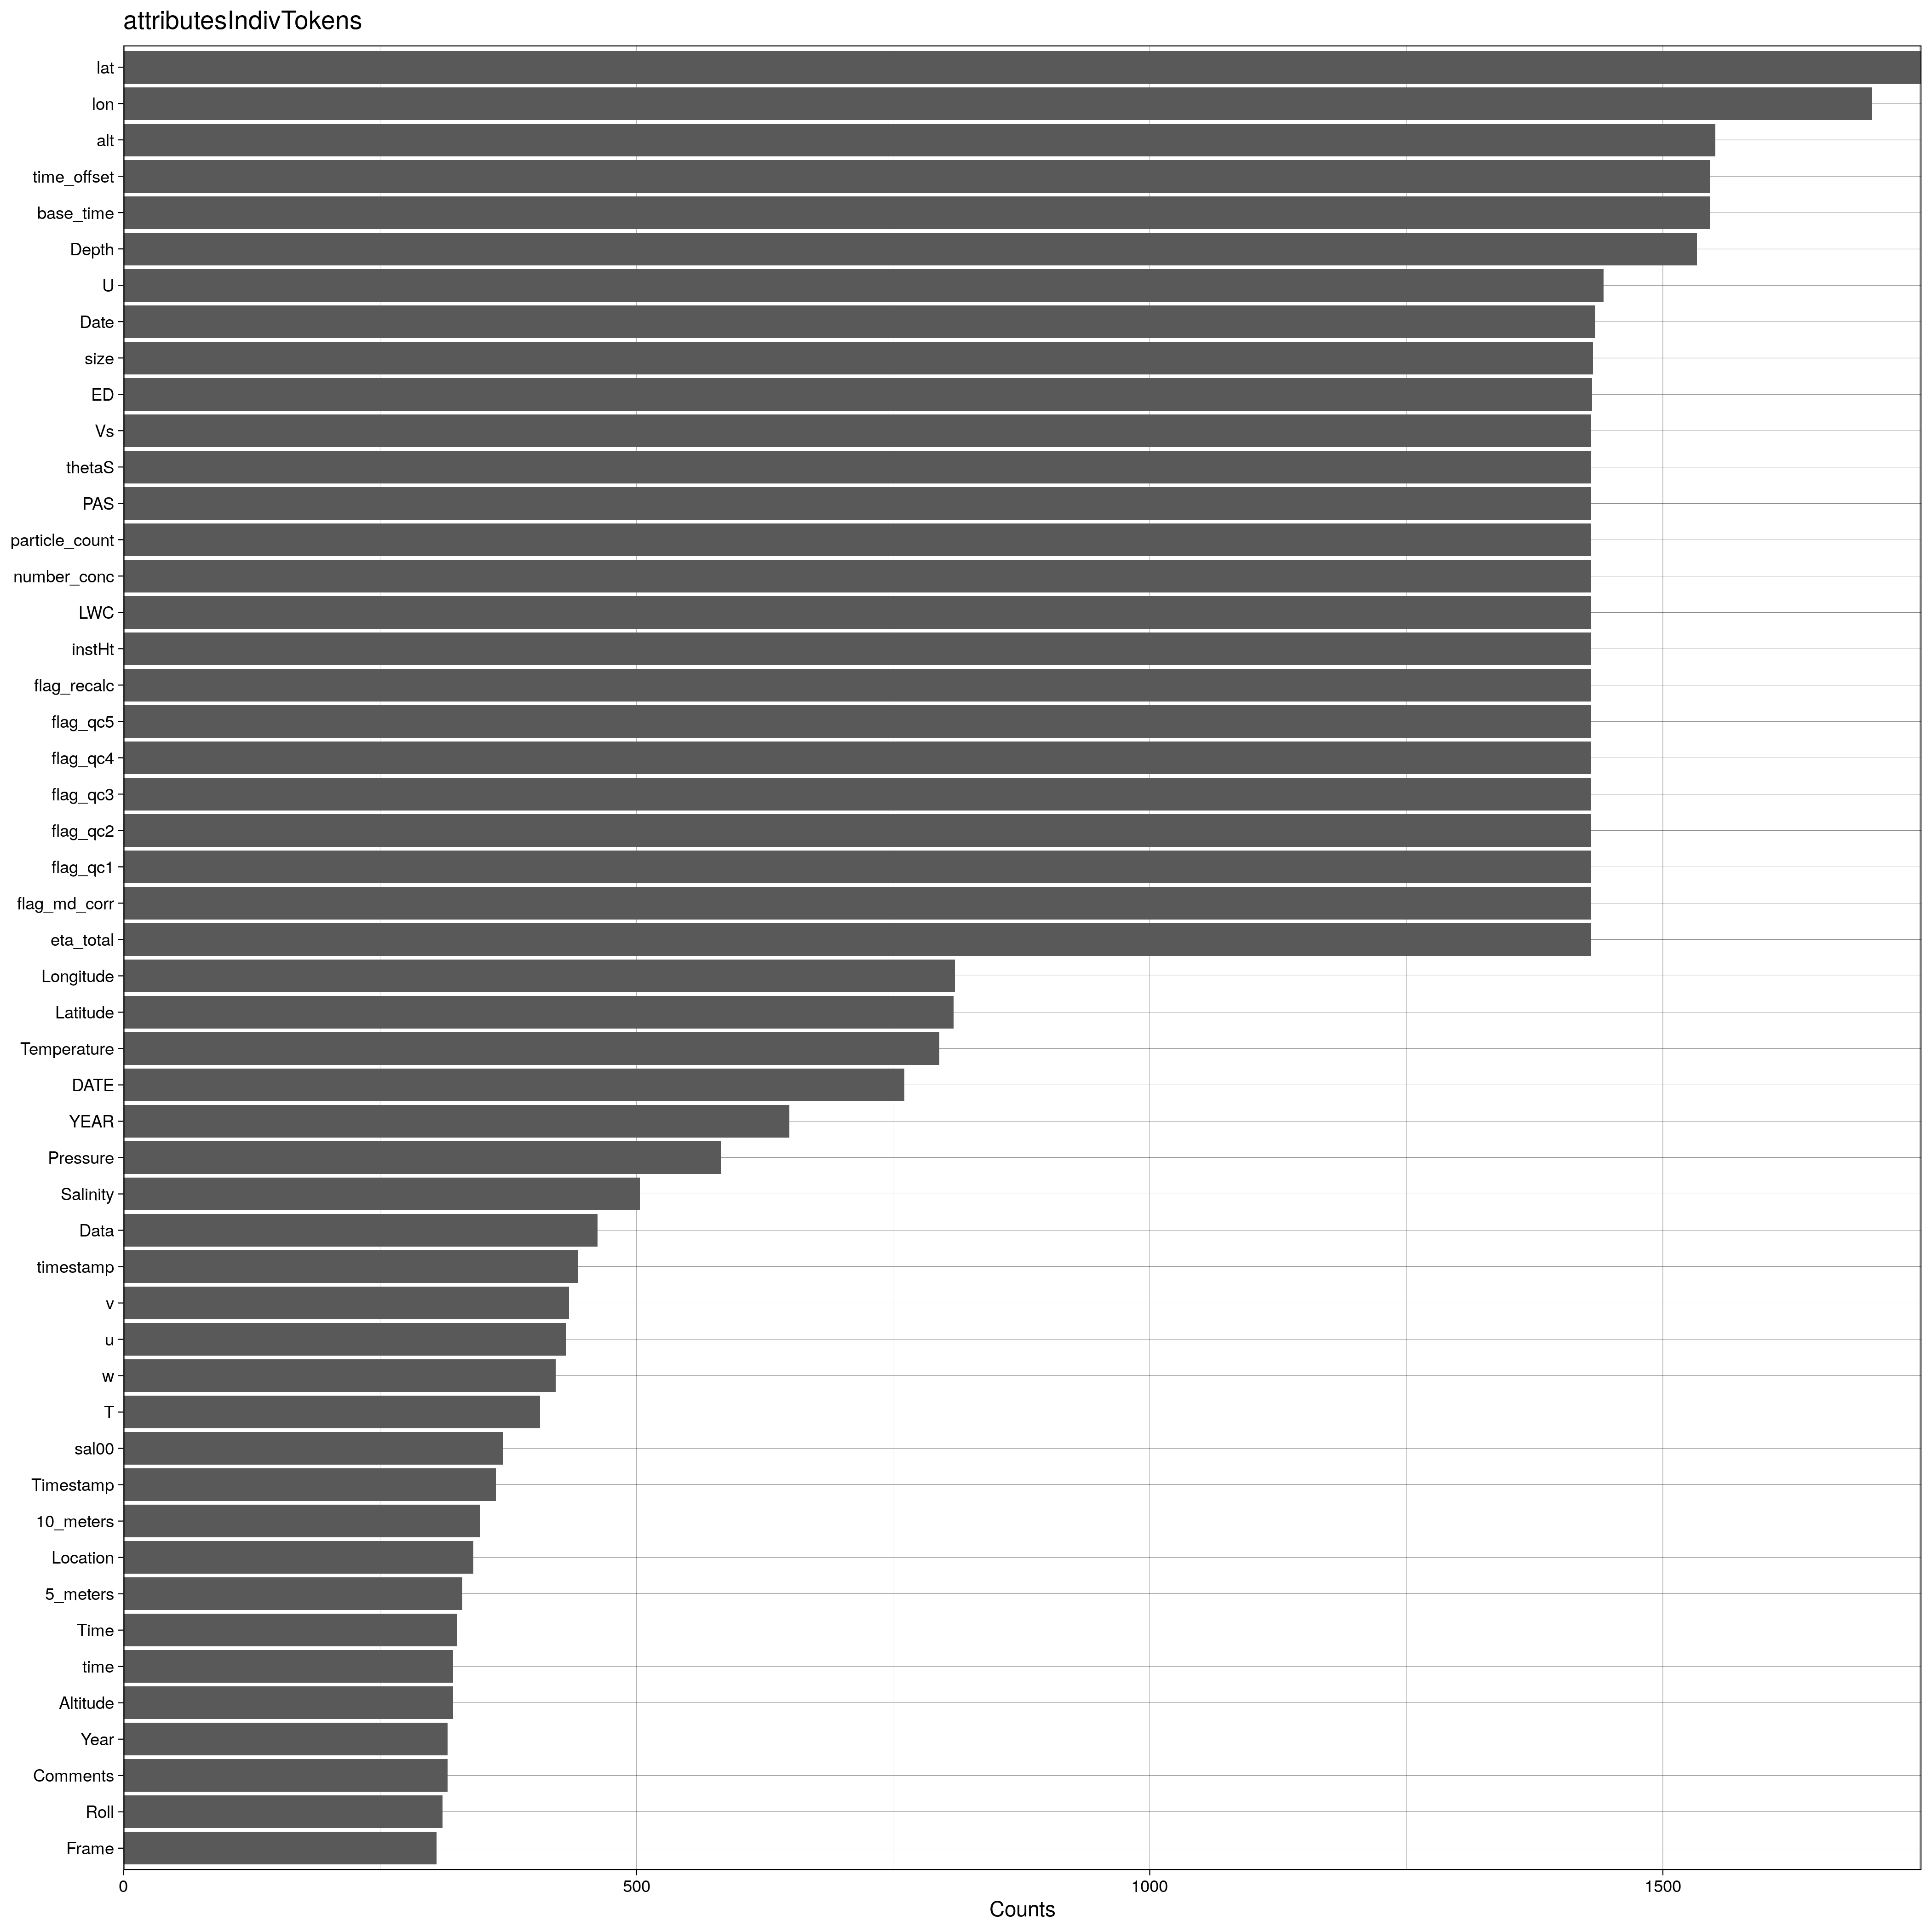 attributesIndivTokens
lat
lon
alt
time_offset
base_time
Depth
U
Date
size
ED
Vs
thetaS
PAS
particle_count
number_conc
LWC
instHt
flag_recalc
flag_qc5
flag_qc4
flag_qc3
flag_qc2
flag_qc1
flag_md_corr
eta_total
Longitude
Latitude
Temperature
DATE
YEAR
Pressure
Salinity
Data
timestamp
v
u
w
T
sal00
Timestamp
10_meters
Location
5_meters
Time
time
Altitude
Year
Comments
Roll
Frame
0 500 1000 1500
Counts